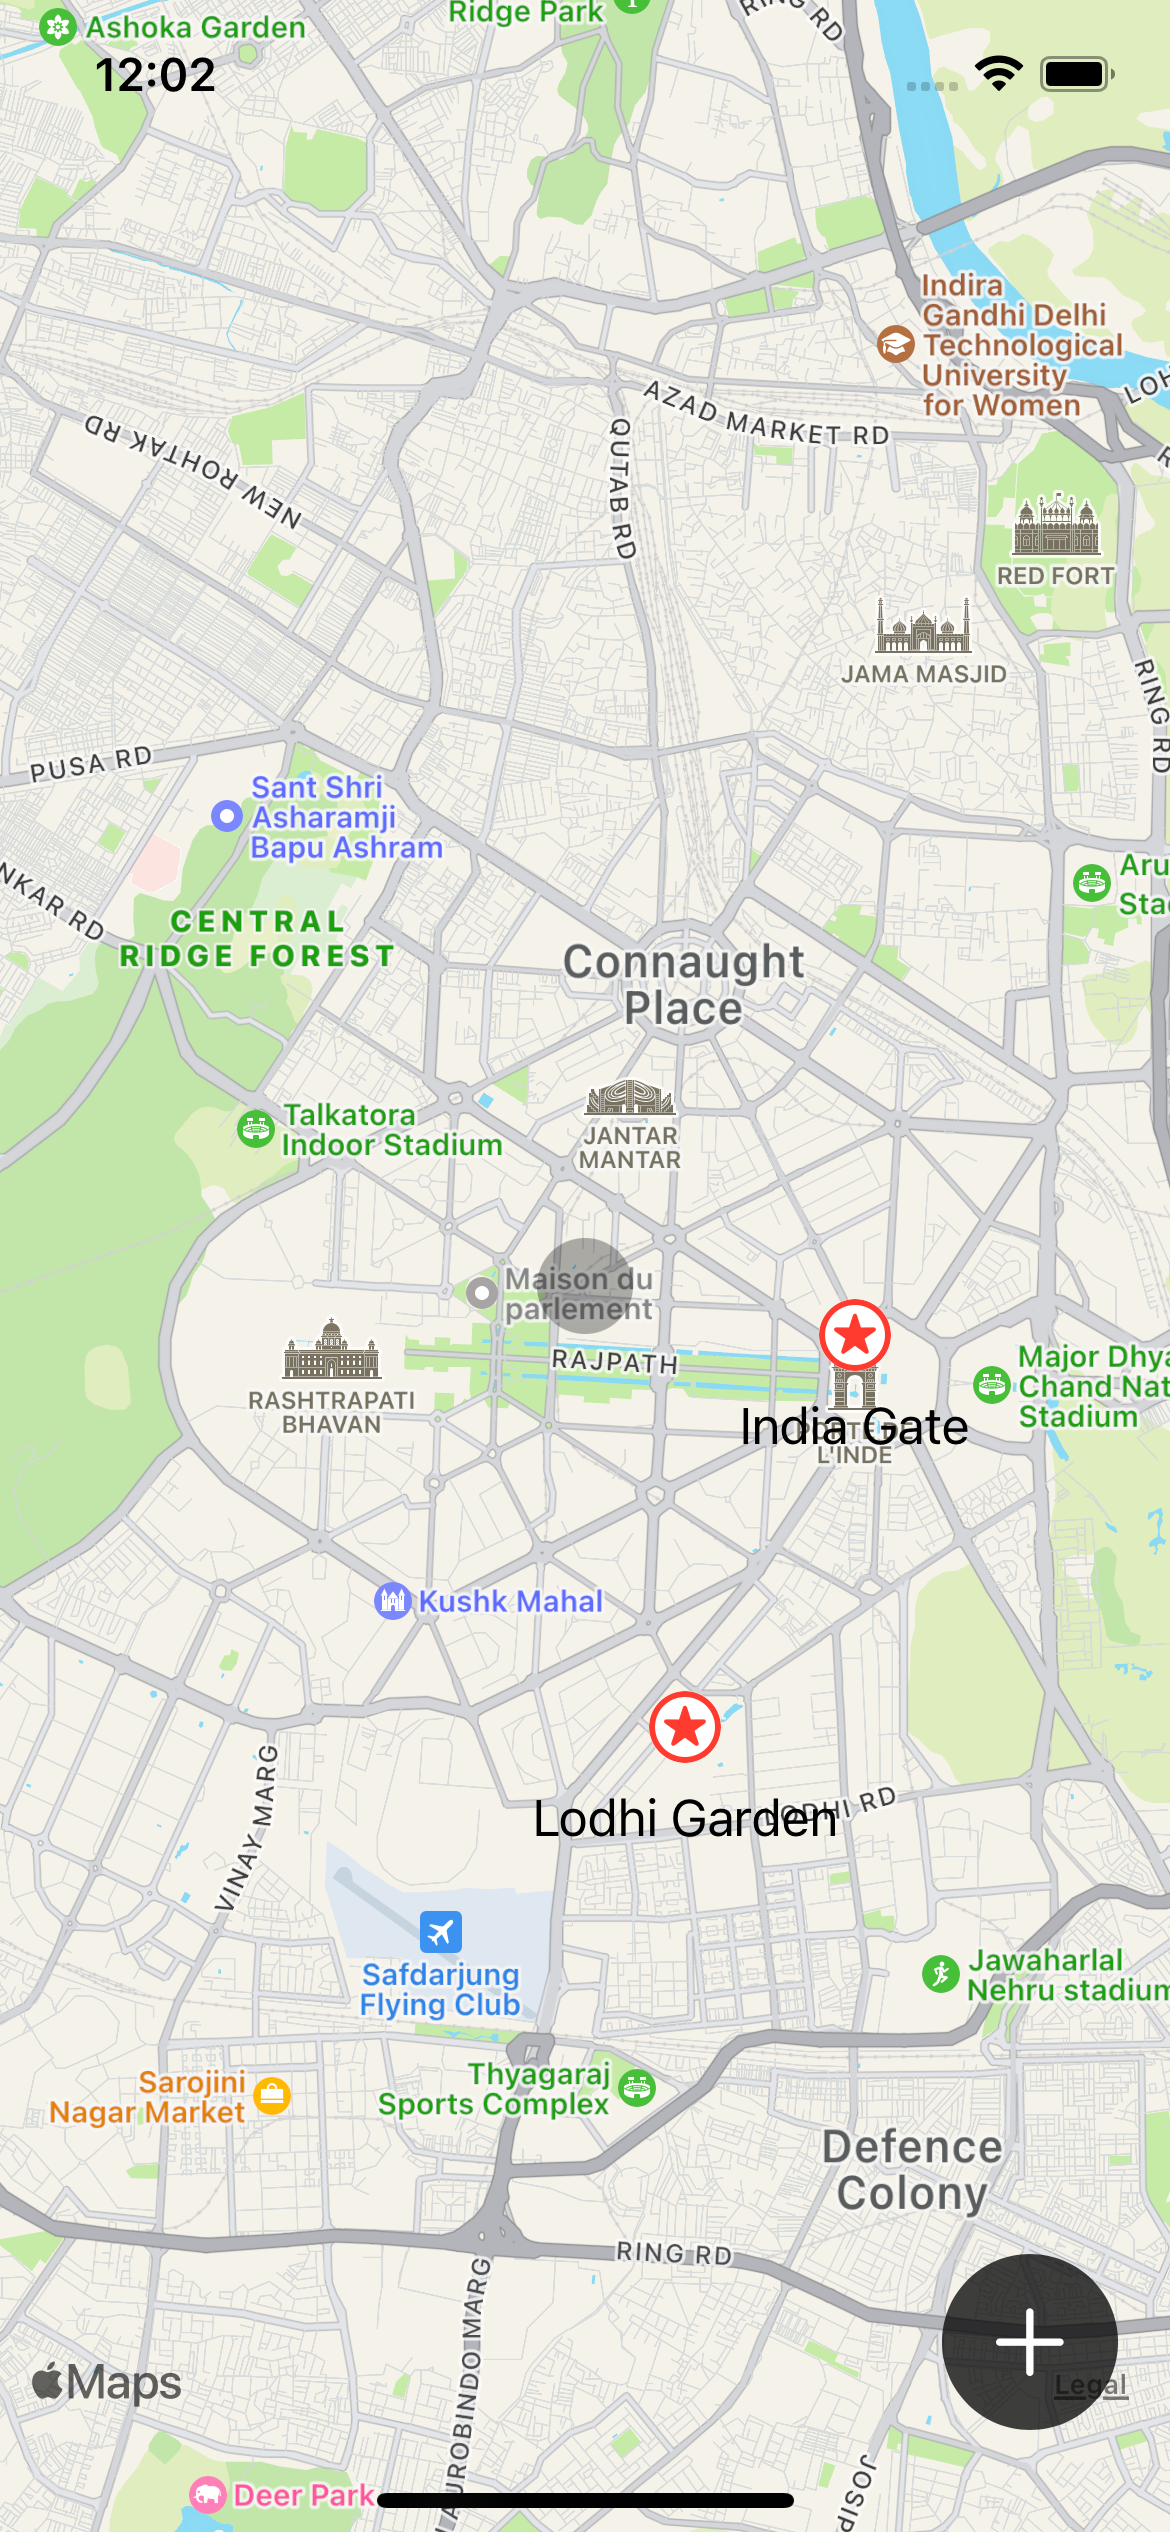 Ridge Park
RING RD
Ashoka Garden
12:02
Indira
Gandhi Delhi
Technological
University
for Women
AZAD MARKET RD
QUTAB RD
NEW ROHTAK RD
RED FORT
JAMA MASJID
RING RD
PUSA RD
Sant Shri
Asharamji
Bapu Ashram
NKAR RD
Aru
Sta
CENTRAL
RIDGE FOREST
Connaught
Place
Talkatora
Indoor Stadium
JANTAR
MANTAR
Maison du
parlement
RAJPATH
RASHTRAPATI
BHAVAN
Major Dhya
Chand Nat
Stadium
India Gate
PORTE DE
L'INDE
Kushk Mahal
Lodhi Garden
LODHI RD
VINAY MARG
Safdarjung
Flying Club
Jawaharlal
Nehru stadium
Sarojini
Nagar Market
Thyagaraj
Sports Complex
Defence
Colony
RING RD
AUROBINDO MARG
Maps
Legal
JOSIP
Deer Park